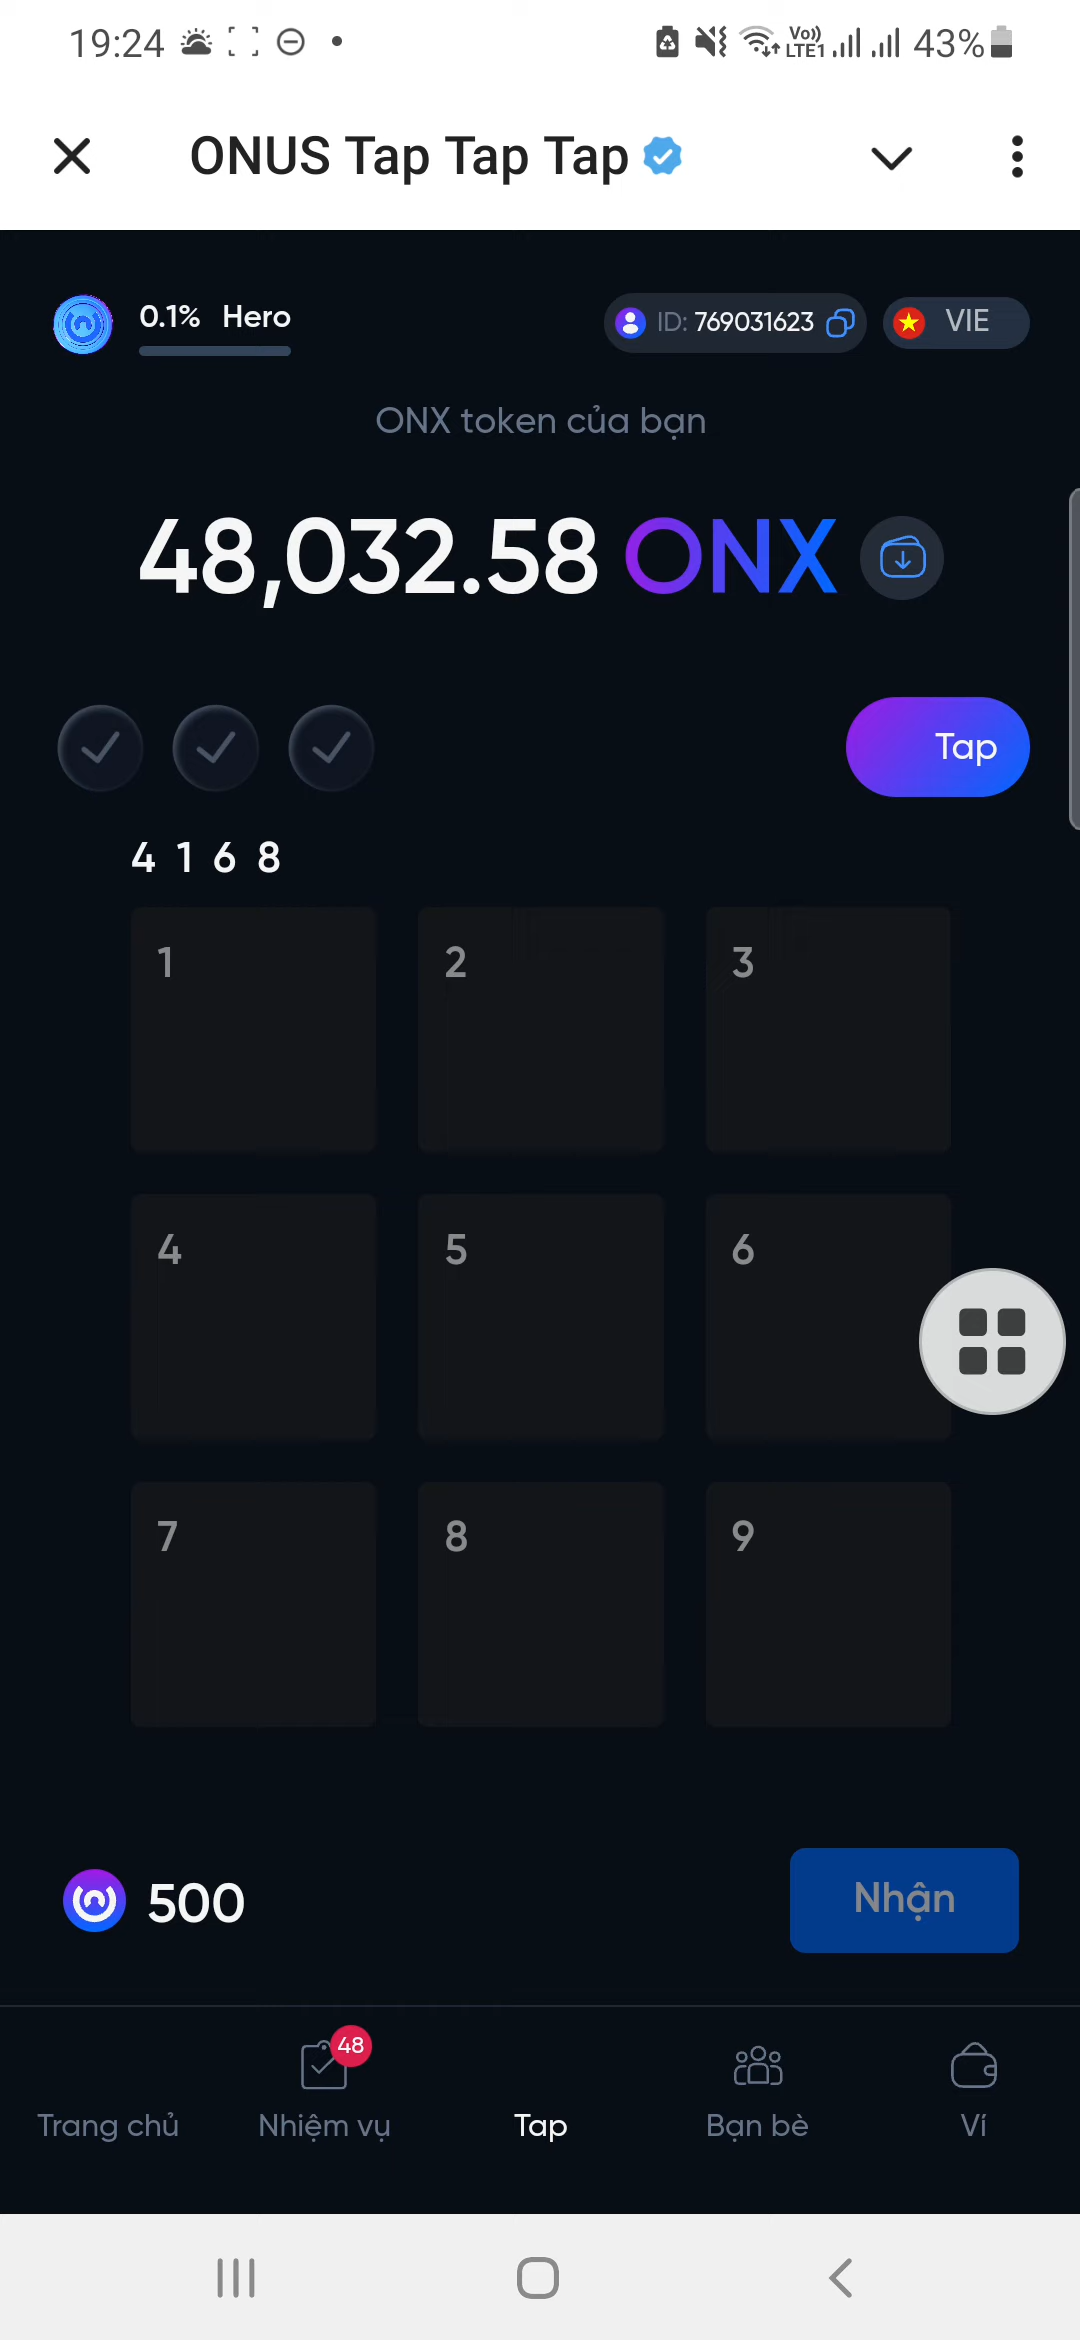 19:24 Vo)) LTE1 43%
ONUS Tap Tap Tap
0.1% Hero ID: 769031623 VIE
ONX token của bạn
48,032.58 ONX
Tap
4 1 6 8
1 2 3
4 5 6
7 8 9
500 Nhận
48
Trang chủ Nhiệm vụ Tap Bạn bè Ví